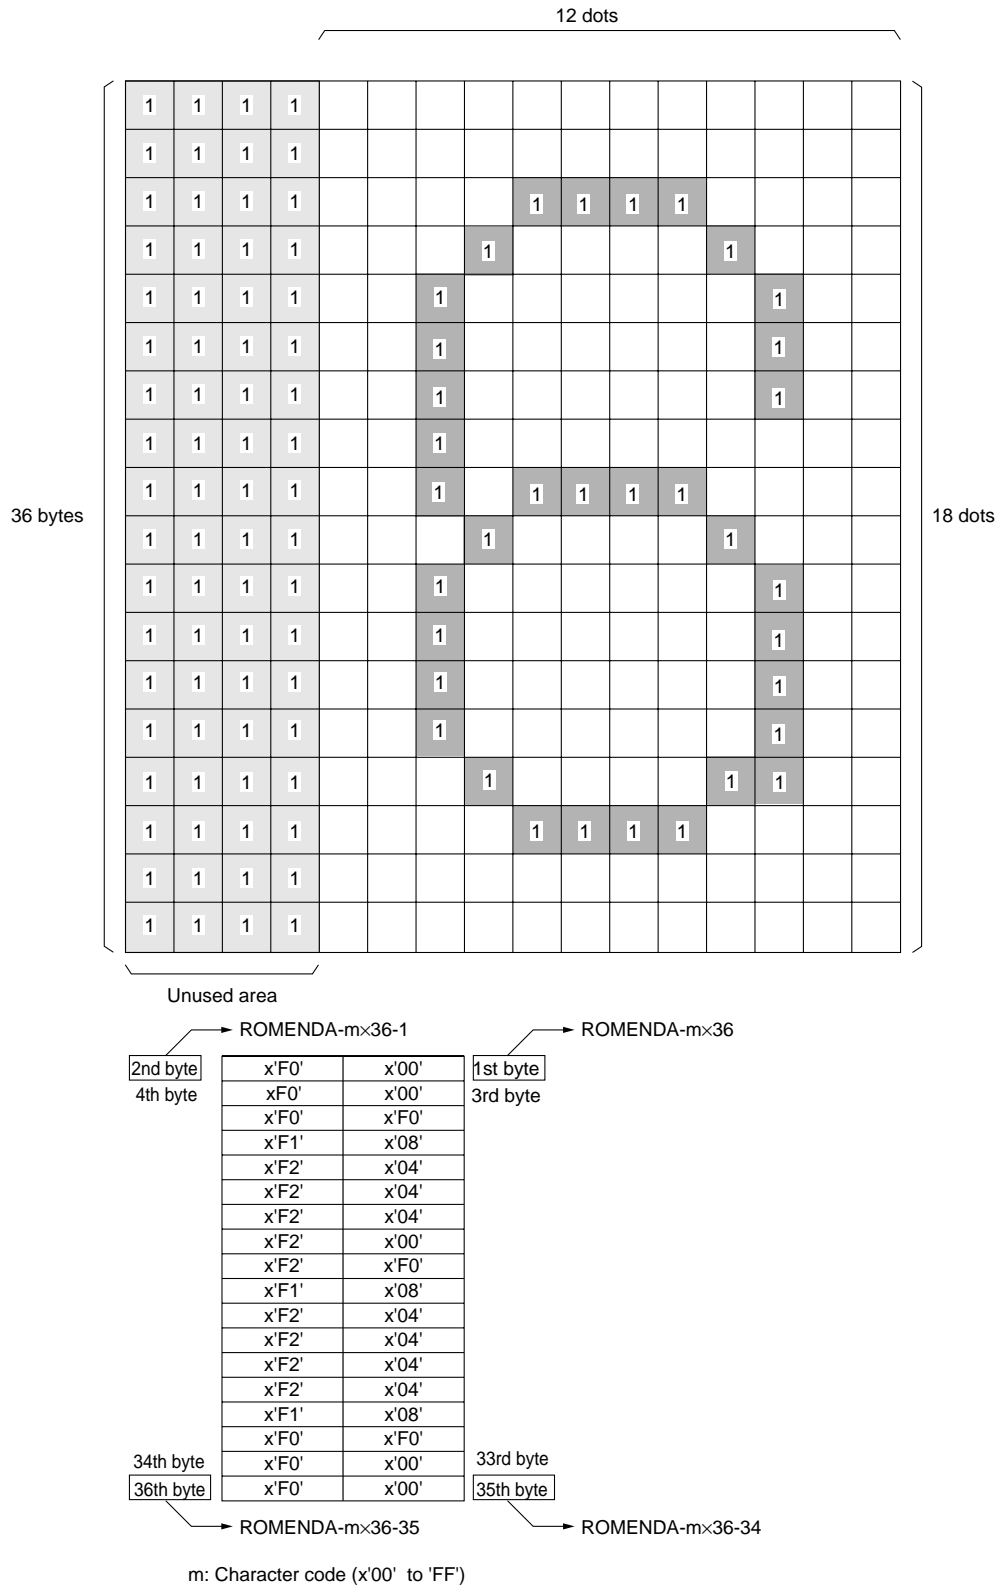 12 dots
1 1 1 1
1 1 1 1
1 1 1 1 1 1 1 1
1 1 1 1 1 1
1 1 1 1 1 1
1 1 1 1 1 1
1 1 1 1 1 1
1 1 1 1 1
1 1 1 1 1 1 1 1 1
36 bytes
18 dots
1 1 1 1 1 1
1 1 1 1 1 1
1 1 1 1 1 1
1 1 1 1 1 1
1 1 1 1 1 1
1 1 1 1 1 1 1
1 1 1 1 1 1 1 1
1 1 1 1
1 1 1 1
Unused area
ROMENDA-m×36-1 ROMENDA-m×36
2nd byte x'F0' x'00' 1st byte
4th byte xF0' x'00' 3rd byte
x'F0' x'F0'
x'F1' x'08'
x'F2' x'04'
x'F2' x'04'
x'F2' x'04'
x'F2' x'00'
x'F2' x'F0'
x'F1' x'08'
x'F2' x'04'
x'F2' x'04'
x'F2' x'04'
x'F2' x'04'
x'F1' x'08'
x'F0' x'F0'
34th byte x'F0' x'00' 33rd byte
36th byte x'F0' x'00' 35th byte
ROMENDA-m×36-35 ROMENDA-m×36-34
m: Character code (x'00' to 'FF')